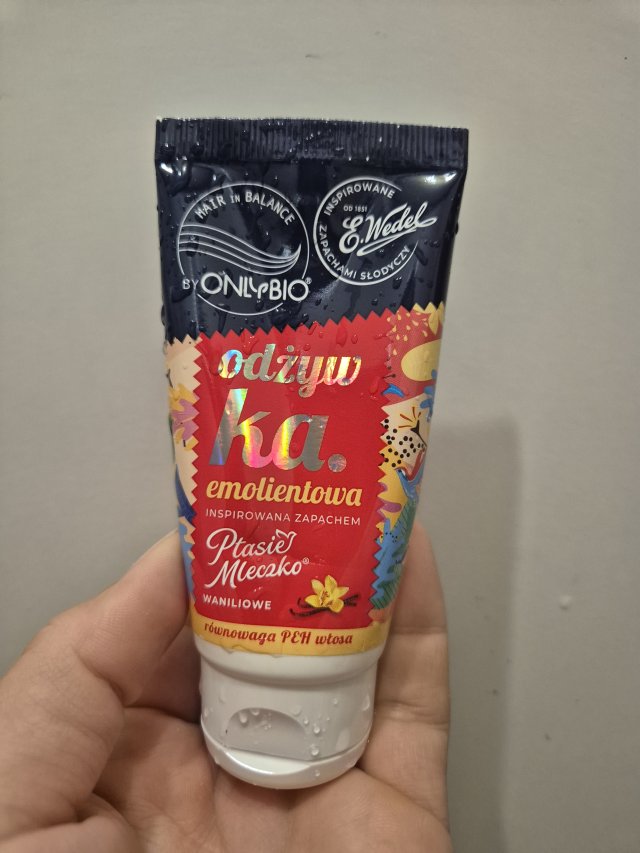 HAIR IN BALANCE
BY ONLYBIO®
INSPIROWANE
OD 1851
E.Wedel
ZAPACHAMI SŁODYCZY
odżyw
ka.
emolientowa
INSPIROWANA ZAPACHEM
Ptasie
Mleczko®
WANILIOWE
równowaga PEH włosa